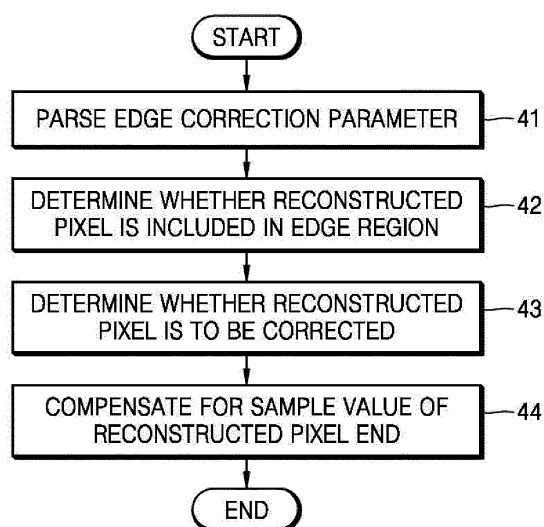 START
PARSE EDGE CORRECTION PARAMETER
41
DETERMINE WHETHER RECONSTRUCTED
PIXEL IS INCLUDED IN EDGE REGION
42
DETERMINE WHETHER RECONSTRUCTED
PIXEL IS TO BE CORRECTED
43
COMPENSATE FOR SAMPLE VALUE OF
RECONSTRUCTED PIXEL END
44
END